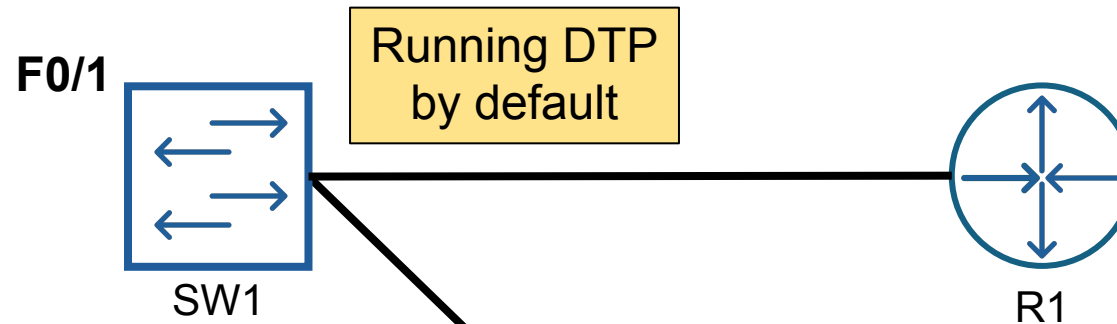 Running DTP
by default
F0/1
SW1
R1